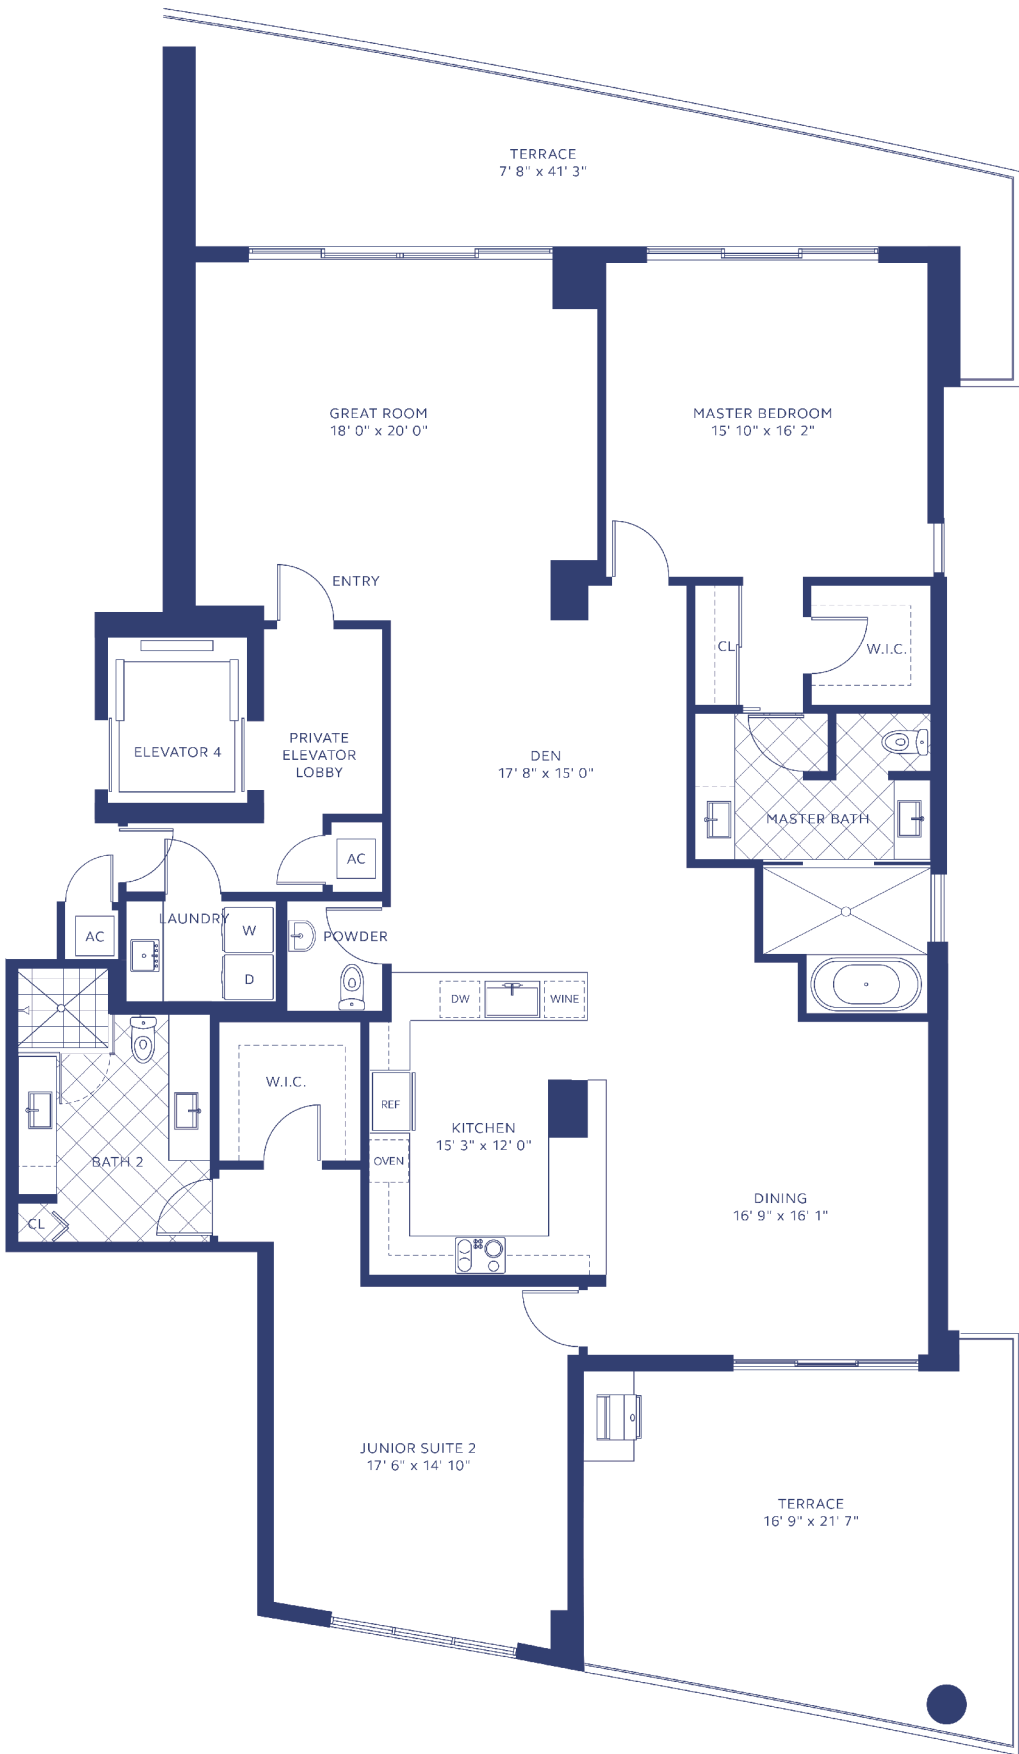 TERRACE
7' 8" x 41' 3"
GREAT ROOM
18' 0" x 20' 0"
MASTER BEDROOM
15' 10" x 16' 2"
ENTRY
CL
W.I.C.
ELEVATOR 4
PRIVATE
ELEVATOR
LOBBY
DEN
17' 8" x 15' 0"
MASTER BATH
AC
LAUNDRY
W
POWDER
AC
D
DW
WINE
W.I.C.
REF
KITCHEN
15' 3" x 12' 0"
OVEN
BATH 2
DINING
16' 9" x 16' 1"
CL
JUNIOR SUITE 2
17' 6" x 14' 10"
TERRACE
16' 9" x 21' 7"